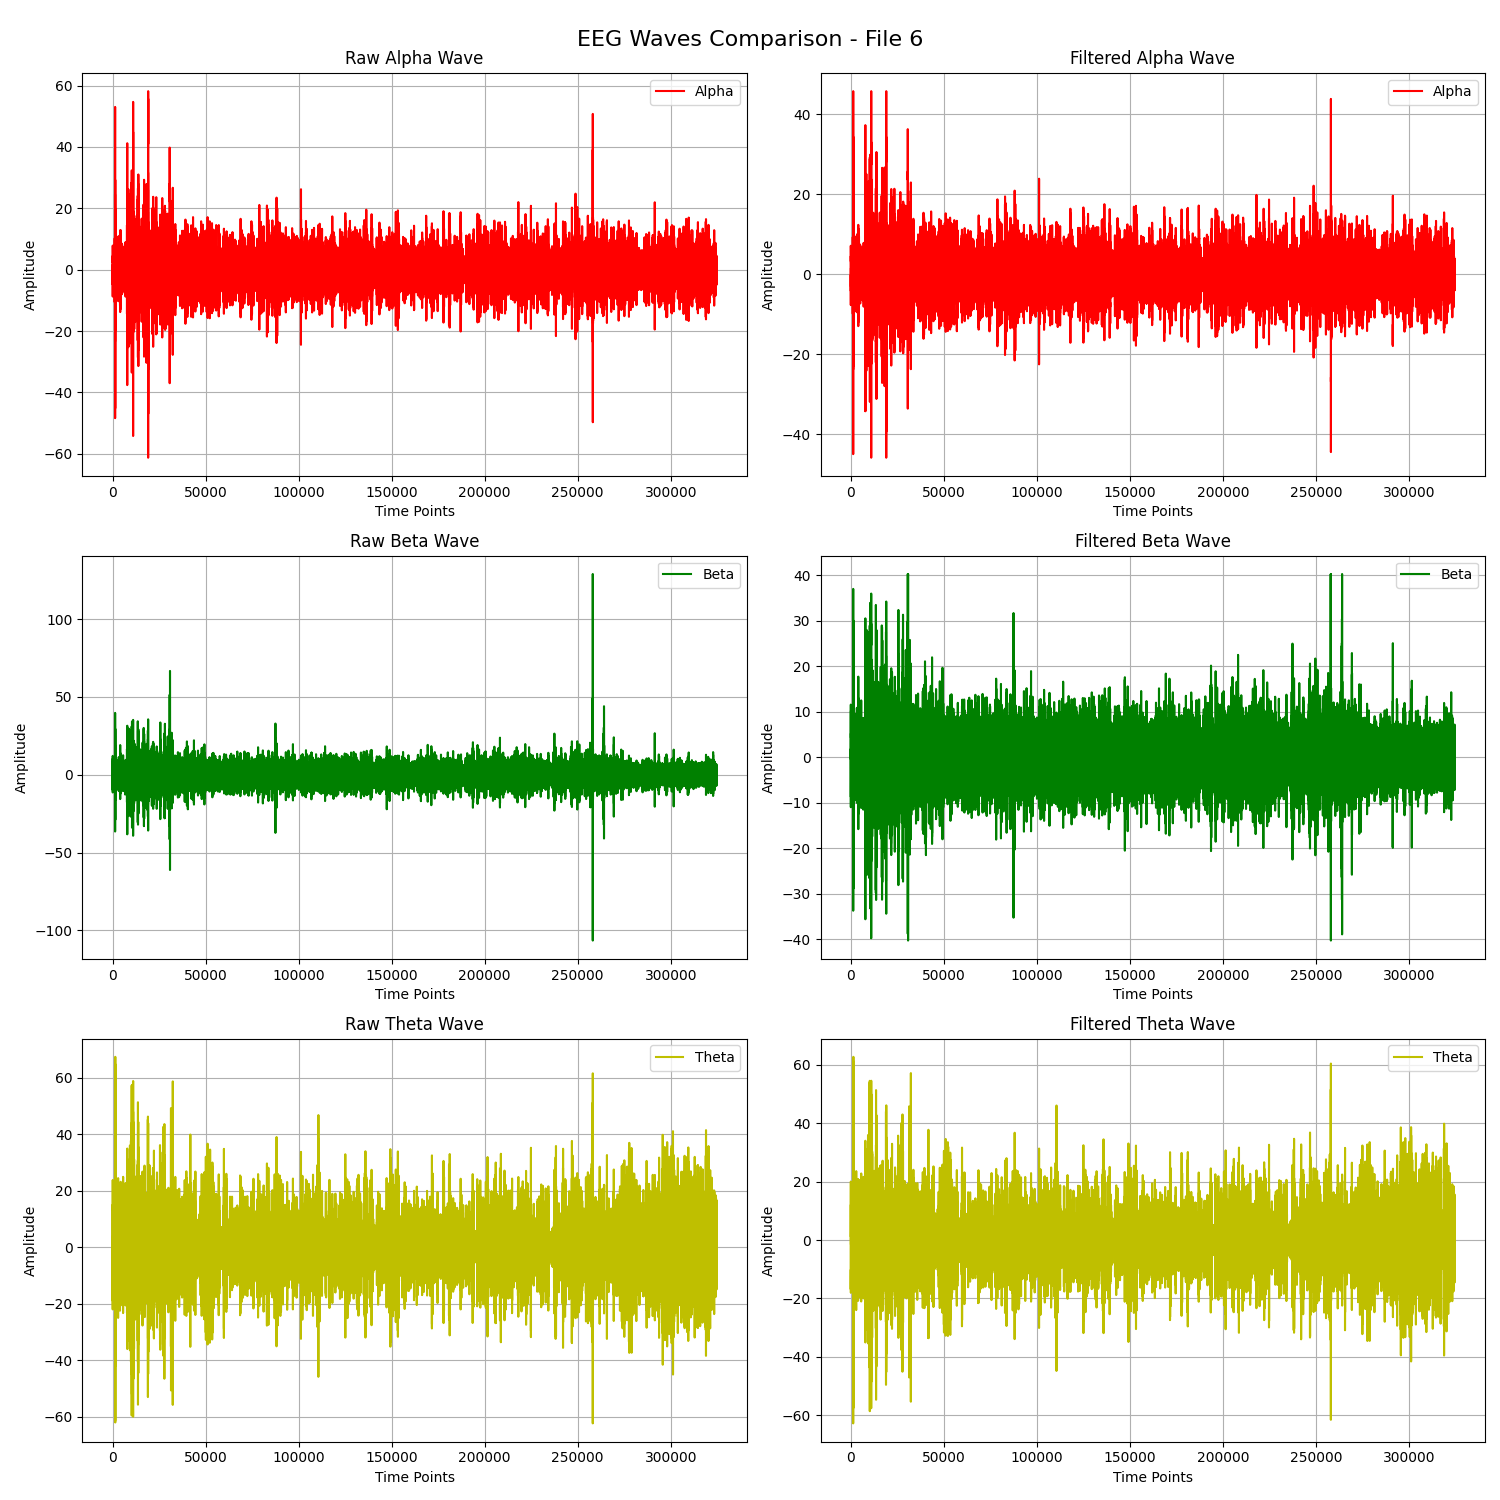 EEG Waves Comparison - File 6
Raw Alpha Wave
Alpha
Amplitude
60
40
20
0
−20
−40
−60
0 50000 100000 150000 200000 250000 300000
Time Points
Filtered Alpha Wave
Alpha
Amplitude
40
20
0
−20
−40
0 50000 100000 150000 200000 250000 300000
Time Points
Raw Beta Wave
Beta
Amplitude
100
50
0
−50
−100
0 50000 100000 150000 200000 250000 300000
Time Points
Filtered Beta Wave
Beta
Amplitude
40
30
20
10
0
−10
−20
−30
−40
0 50000 100000 150000 200000 250000 300000
Time Points
Raw Theta Wave
Theta
Amplitude
60
40
20
0
−20
−40
−60
0 50000 100000 150000 200000 250000 300000
Time Points
Filtered Theta Wave
Theta
Amplitude
60
40
20
0
−20
−40
−60
0 50000 100000 150000 200000 250000 300000
Time Points